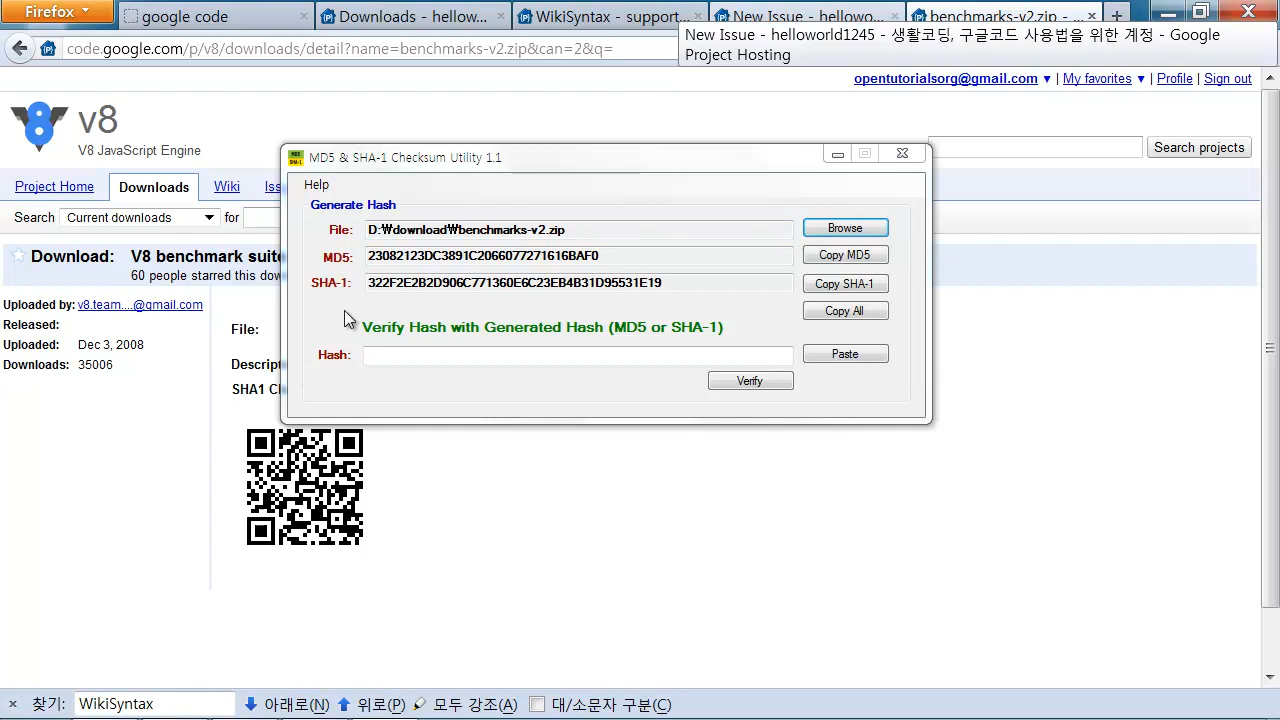 Firefox
google code
Downloads - hellow...
WikiSyntax - support...
New Issue - hellowo...
benchmarks-v2.zip - ...
code.google.com/p/v8/downloads/detail?name=benchmarks-v2.zip&can=2&q=
New Issue - helloworld1245 - 생활코딩, 구글코드 사용법을 위한 계정 - Google
Project Hosting
opentutorialsorg@gmail.com ▼ | My favorites ▼ | Profile | Sign out
v8
V8 JavaScript Engine
Search projects
Project Home
Downloads
Wiki
Iss
Search
Current downloads
for
Download:
V8 benchmark suite
60 people starred this dow
Uploaded by: v8.team....@gmail.com
Released:
Uploaded: Dec 3, 2008
Downloads: 35006
File:
Descript
SHA1 C
MD5 & SHA-1 Checksum Utility 1.1
Help
Generate Hash
File: D:₩download₩benchmarks-v2.zip
Browse
MD5: 23082123DC3891C2066077271616BAF0
Copy MD5
SHA-1: 322F2E2B2D906C771360E6C23EB4B31D95531E19
Copy SHA-1
Copy All
Verify Hash with Generated Hash (MD5 or SHA-1)
Hash:
Paste
Verify
× 찾기: WikiSyntax 아래로(N) 위로(P) 모두 강조(A) 대/소문자 구분(C)